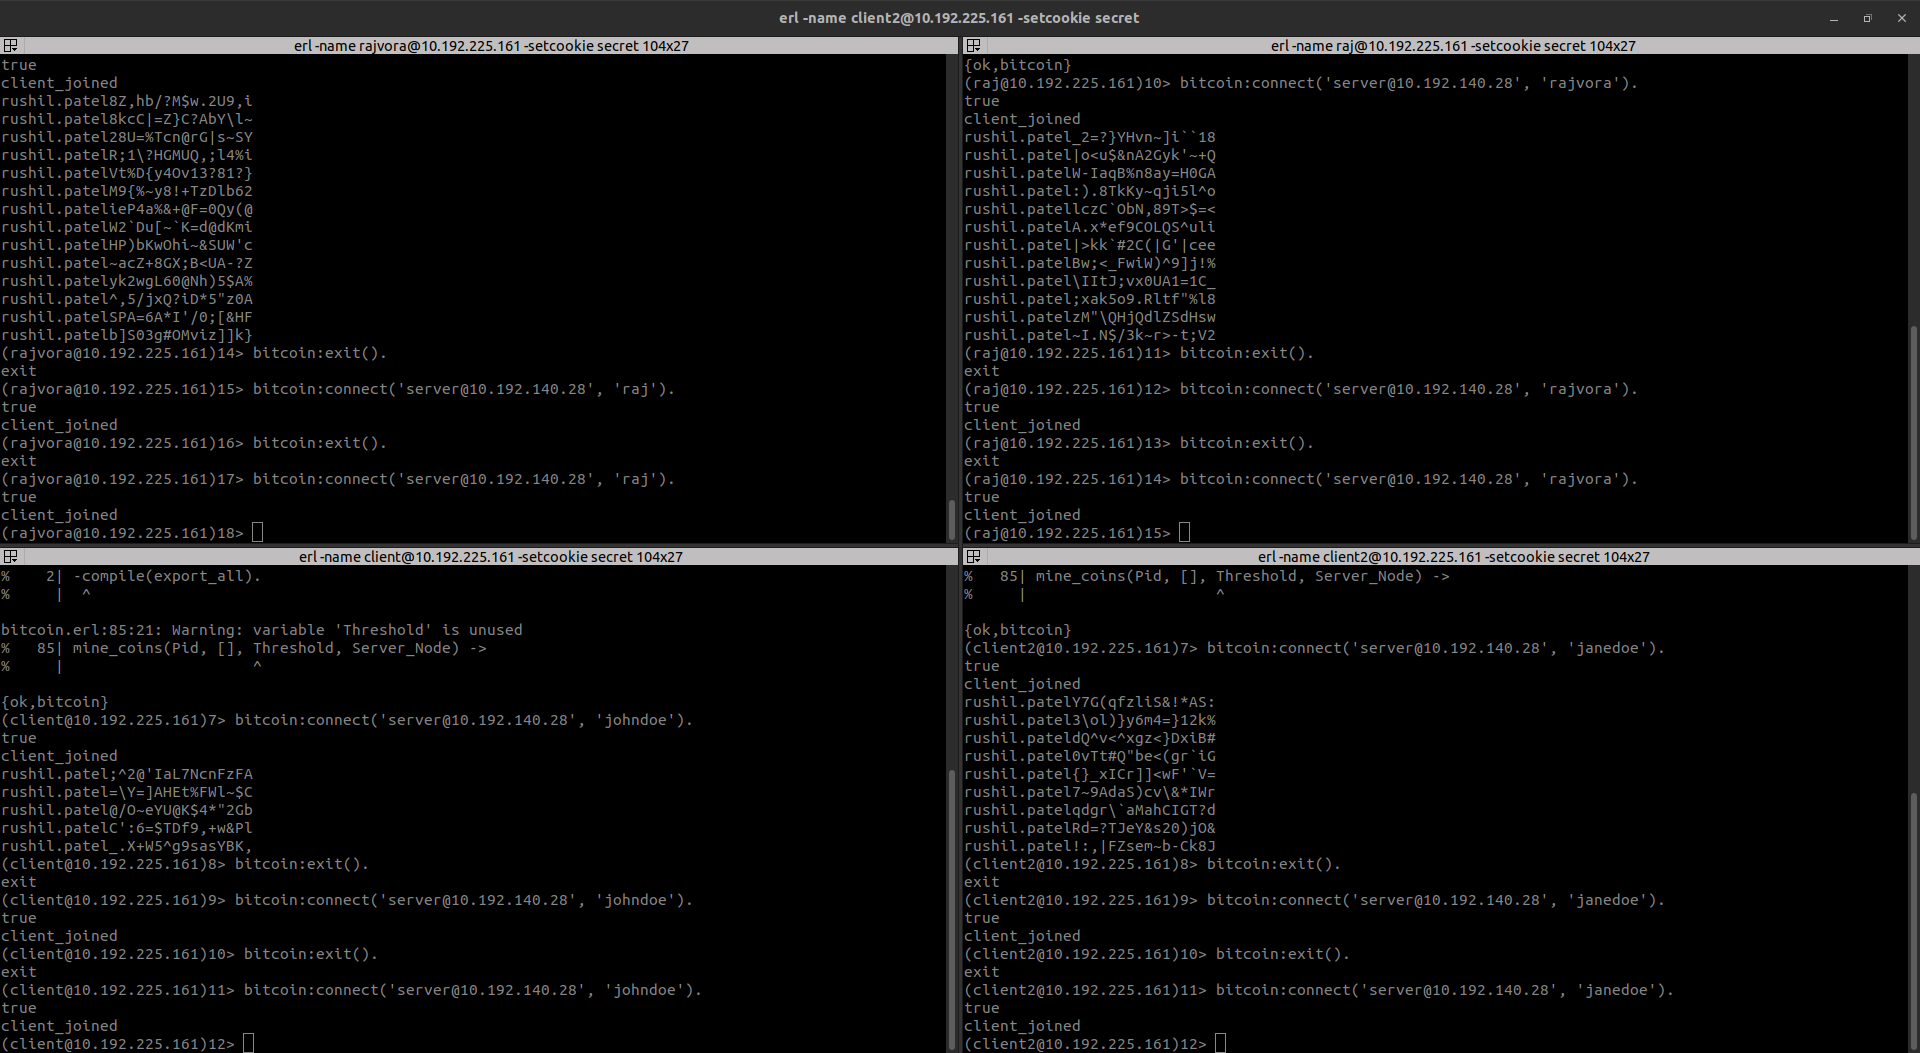 erl -name client2@10.192.225.161 -setcookie secret
erl -name rajvora@10.192.225.161 -setcookie secret 104x27
true
client_joined
rushil.patel8Z,hb/?M$w.2U9,i
rushil.patel8kcC|=Z}C?AbY\l~
rushil.patel28U=%Tcn@rG|s~SY
rushil.patelR;1\?HGMUQ,;l4%i
rushil.patelVt%D{y4Ov13?81?}
rushil.patelM9{%~y8!+TzDlb62
rushil.patelieP4a%&+@F=0Qy(@
rushil.patelW2`Du[~`K=d@dKmi
rushil.patelHP)bKwOhi~&SUW'c
rushil.patel~acZ+8GX;B<UA-?Z
rushil.patelyk2wgL60@Nh)5$A%
rushil.patel^,5/jxQ?iD*5"z0A
rushil.patelSPA=6A*I'/0;[&HF
rushil.patelb]S03g#OMviz]]k}
(rajvora@10.192.225.161)14> bitcoin:exit().
exit
(rajvora@10.192.225.161)15> bitcoin:connect('server@10.192.140.28', 'raj').
true
client_joined
(rajvora@10.192.225.161)16> bitcoin:exit().
exit
(rajvora@10.192.225.161)17> bitcoin:connect('server@10.192.140.28', 'raj').
true
client_joined
(rajvora@10.192.225.161)18>
erl -name raj@10.192.225.161 -setcookie secret 104x27
{ok,bitcoin}
(raj@10.192.225.161)10> bitcoin:connect('server@10.192.140.28', 'rajvora').
true
client_joined
rushil.patel_2=?}YHvn~]i``18
rushil.patel|o<u$&nA2Gyk'~+Q
rushil.patelW-IaqB%n8ay=H0GA
rushil.patel:).8TkKy~qji5l^o
rushil.patellczC`ObN,89T>$=<
rushil.patelA.x*ef9COLQS^uli
rushil.patel|>kk`#2C(|G'|cee
rushil.patelBw;<_FwiW)^9]j!%
rushil.patel\IItJ;vx0UA1=1C_
rushil.patel;xak5o9.Rltf"%l8
rushil.patelzM"\QHjQdlZSdHsw
rushil.patel~I.N$/3k~r>-t;V2
(raj@10.192.225.161)11> bitcoin:exit().
exit
(raj@10.192.225.161)12> bitcoin:connect('server@10.192.140.28', 'rajvora').
true
client_joined
(raj@10.192.225.161)13> bitcoin:exit().
exit
(raj@10.192.225.161)14> bitcoin:connect('server@10.192.140.28', 'rajvora').
true
client_joined
(raj@10.192.225.161)15>
erl -name client@10.192.225.161 -setcookie secret 104x27
%    2| -compile(export_all).
%     |  ^
bitcoin.erl:85:21: Warning: variable 'Threshold' is unused
%   85| mine_coins(Pid, [], Threshold, Server_Node) ->
%     |                     ^
{ok,bitcoin}
(client@10.192.225.161)7> bitcoin:connect('server@10.192.140.28', 'johndoe').
true
client_joined
rushil.patel;^2@'IaL7NcnFzFA
rushil.patel=\Y=]AHEt%FWl~$C
rushil.patel@/O~eYU@K$4*"2Gb
rushil.patelC':6=$TDf9,+w&Pl
rushil.patel_.X+W5^g9sasYBK,
(client@10.192.225.161)8> bitcoin:exit().
exit
(client@10.192.225.161)9> bitcoin:connect('server@10.192.140.28', 'johndoe').
true
client_joined
(client@10.192.225.161)10> bitcoin:exit().
exit
(client@10.192.225.161)11> bitcoin:connect('server@10.192.140.28', 'johndoe').
true
client_joined
(client@10.192.225.161)12>
erl -name client2@10.192.225.161 -setcookie secret 104x27
%   85| mine_coins(Pid, [], Threshold, Server_Node) ->
%     |                     ^
{ok,bitcoin}
(client2@10.192.225.161)7> bitcoin:connect('server@10.192.140.28', 'janedoe').
true
client_joined
rushil.patelY7G(qfzliS&!*AS:
rushil.patel3\ol)}y6m4=}12k%
rushil.pateldQ^v<^xgz<}DxiB#
rushil.patel0vTt#Q"be<(gr`iG
rushil.patel{}_xICr]]<wF'`V=
rushil.patel7~9AdaS)cv\&*IWr
rushil.patelqdgr\`aMahCIGT?d
rushil.patelRd=?TJeY&s20)jO&
rushil.patel!:,|FZsem~b-Ck8J
(client2@10.192.225.161)8> bitcoin:exit().
exit
(client2@10.192.225.161)9> bitcoin:connect('server@10.192.140.28', 'janedoe').
true
client_joined
(client2@10.192.225.161)10> bitcoin:exit().
exit
(client2@10.192.225.161)11> bitcoin:connect('server@10.192.140.28', 'janedoe').
true
client_joined
(client2@10.192.225.161)12>